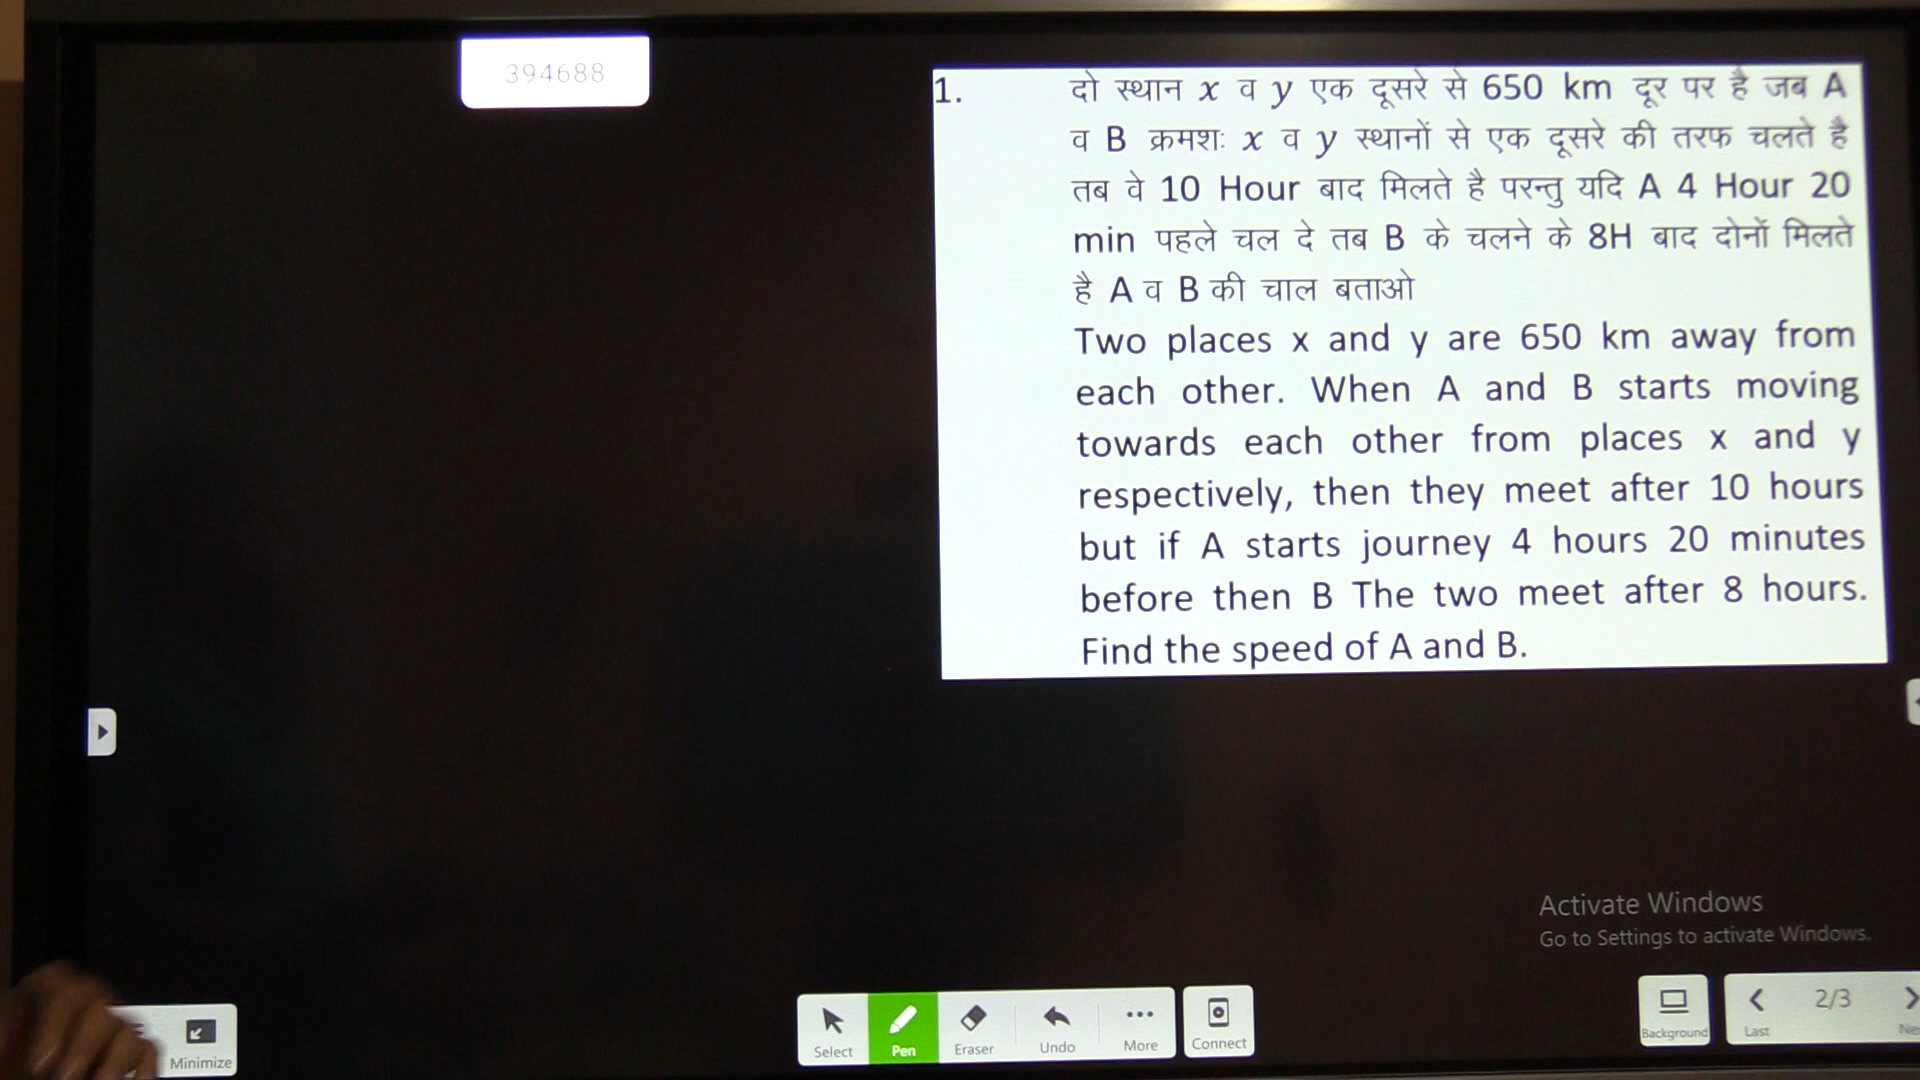 394688
1. दो स्थान x व y एक दूसरे से 650 km दूर पर है जब A
व B क्रमशः x व y स्थानों से एक दूसरे की तरफ चलते है
तब वे 10 Hour बाद मिलते है परन्तु यदि A 4 Hour 20
min पहले चल दे तब B के चलने के 8H बाद दोनों मिलते
है A व B की चाल बताओ
Two places x and y are 650 km away from
each other. When A and B starts moving
towards each other from places x and y
respectively, then they meet after 10 hours
but if A starts journey 4 hours 20 minutes
before then B The two meet after 8 hours.
Find the speed of A and B.
Activate Windows
Go to Settings to activate Windows.
Minimize
Select Pen Eraser Undo More Connect
Background
2/3
Last